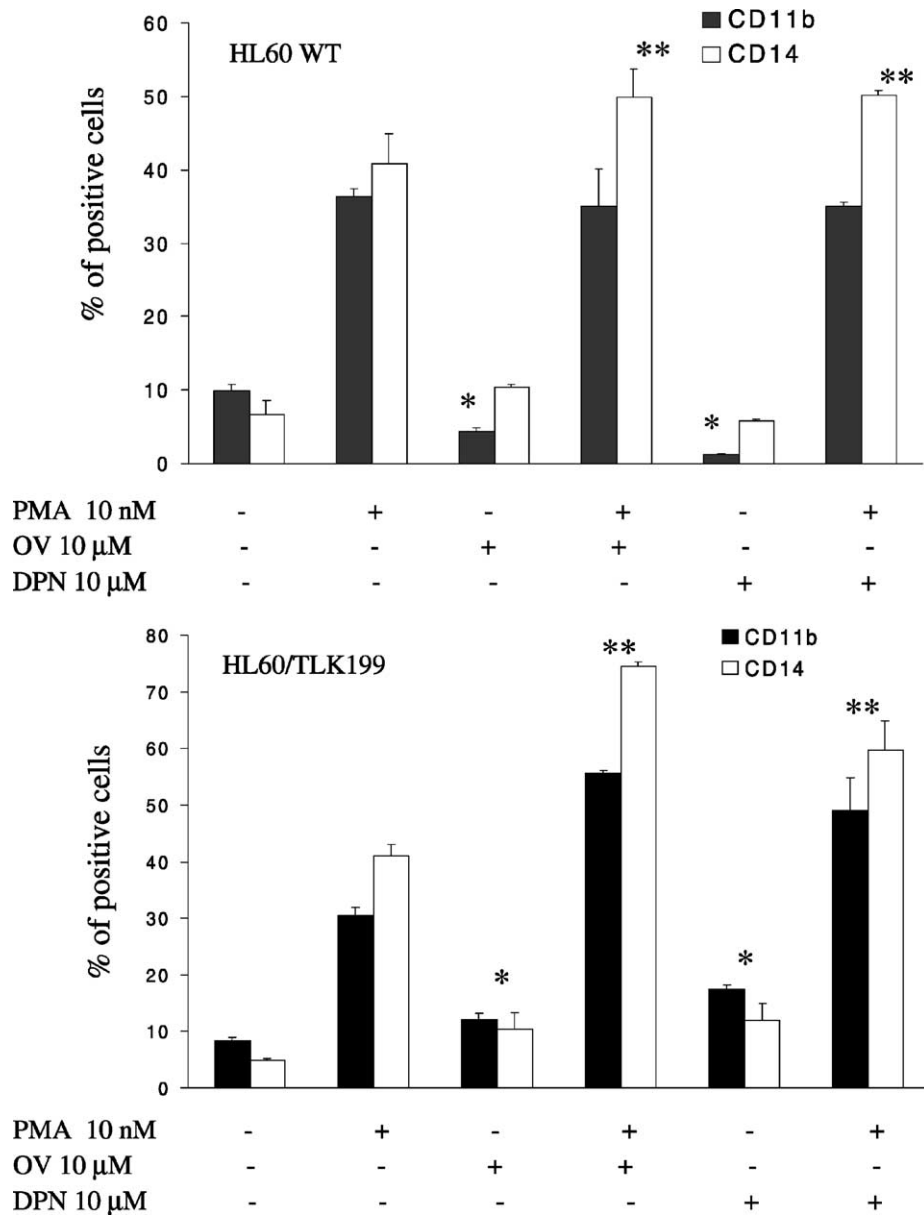 60
50
40
30
20
10
0
% of positive cells
HL60 WT
CD11b
CD14
*
**
*
**
PMA 10 nM - + - + - +
OV 10 μM - - + + - -
DPN 10 μM - - - - + +
80
70
60
50
40
30
20
10
0
% of positive cells
HL60/TLK199
CD11b
CD14
*
**
*
**
PMA 10 nM - + - + - +
OV 10 μM - - + + - -
DPN 10 μM - - - - + +